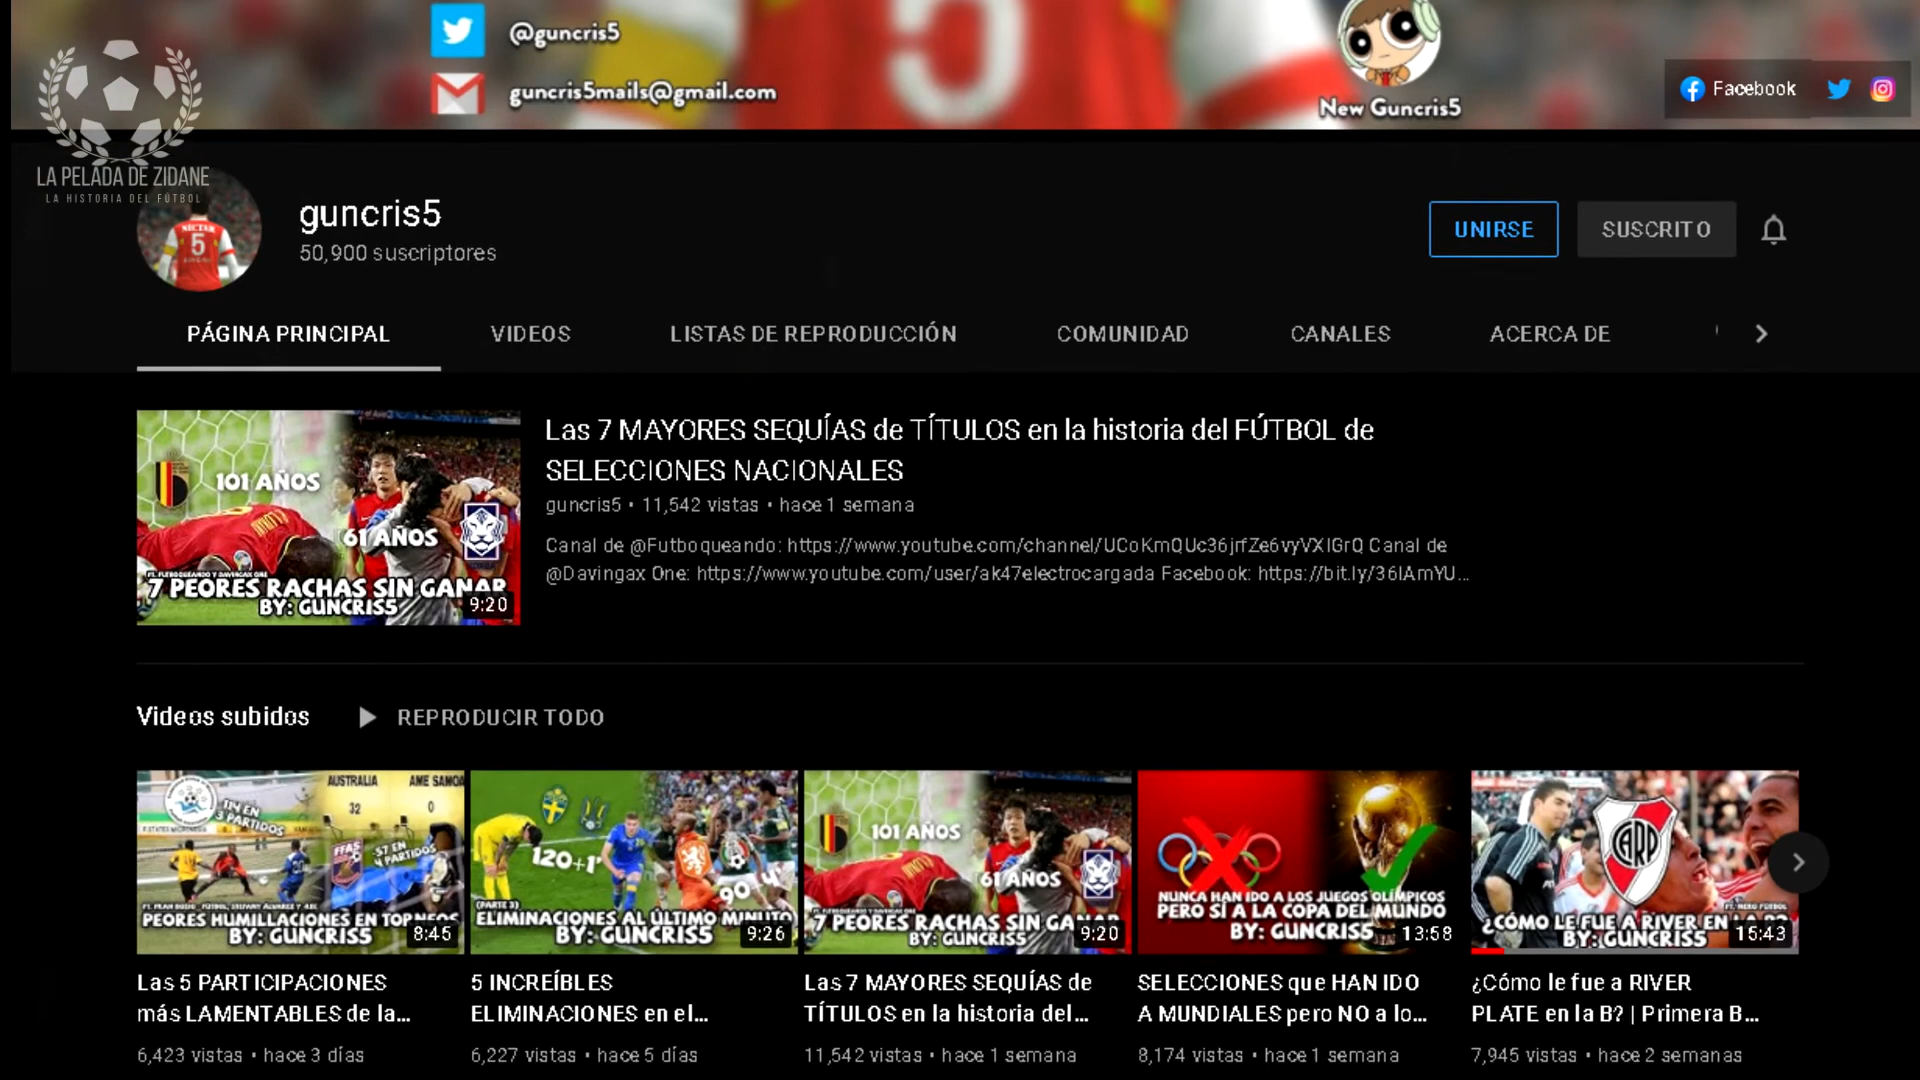 @guncris5
guncris5mails@gmail.com
5
New Guncris5
Facebook
LA PELADA DE ZIDANE
LA HISTORIA DEL FÚTBOL
5
guncris5
50,900 suscriptores
UNIRSE
SUSCRITO
PÁGINA PRINCIPAL
VIDEOS
LISTAS DE REPRODUCCIÓN
COMUNIDAD
CANALES
ACERCA DE
101 AÑOS
61 AÑOS
7 PEORES RACHAS SIN GANAR
BY: GUNCRIS5
9:20
Las 7 MAYORES SEQUÍAS de TÍTULOS en la historia del FÚTBOL de
SELECCIONES NACIONALES
guncris5 • 11,542 vistas • hace 1 semana
Canal de @Futboqueando: https://www.youtube.com/channel/UCoKmQUc36jrfZe6vyVXIGrQ Canal de
@Davingax One: https://www.youtube.com/user/ak47electrocargada Facebook: https://bit.ly/36IAmYU...
Videos subidos
REPRODUCIR TODO
AUSTRALIA
AME SAMOA
32
0
114 EN
3 PARTIDOS
FFAS
-57 EN
4 PARTIDOS
PEORES HUMILLACIONES EN TORNEOS
BY: GUNCRIS5
8:45
Las 5 PARTICIPACIONES
más LAMENTABLES de la...
6,423 vistas • hace 3 días
120+1'
90+4'
(PARTE 3)
ELIMINACIONES AL ÚLTIMO MINUTO
BY: GUNCRIS5
9:26
5 INCREÍBLES
ELIMINACIONES en el...
6,227 vistas • hace 5 días
101 AÑOS
61 AÑOS
7 PEORES RACHAS SIN GANAR
BY: GUNCRIS5
9:20
Las 7 MAYORES SEQUÍAS de
TÍTULOS en la historia del...
11,542 vistas • hace 1 semana
NUNCA HAN IDO A LOS JUEGOS OLÍMPICOS
PERO SÍ A LA COPA DEL MUNDO
BY: GUNCRIS5
13:58
SELECCIONES que HAN IDO
A MUNDIALES pero NO a lo...
8,174 vistas • hace 1 semana
CARP
¿CÓMO LE FUE A RIVER EN LA B?
BY: GUNCRIS5
15:43
¿Cómo le fue a RIVER
PLATE en la B? | Primera B...
7,945 vistas • hace 2 semanas